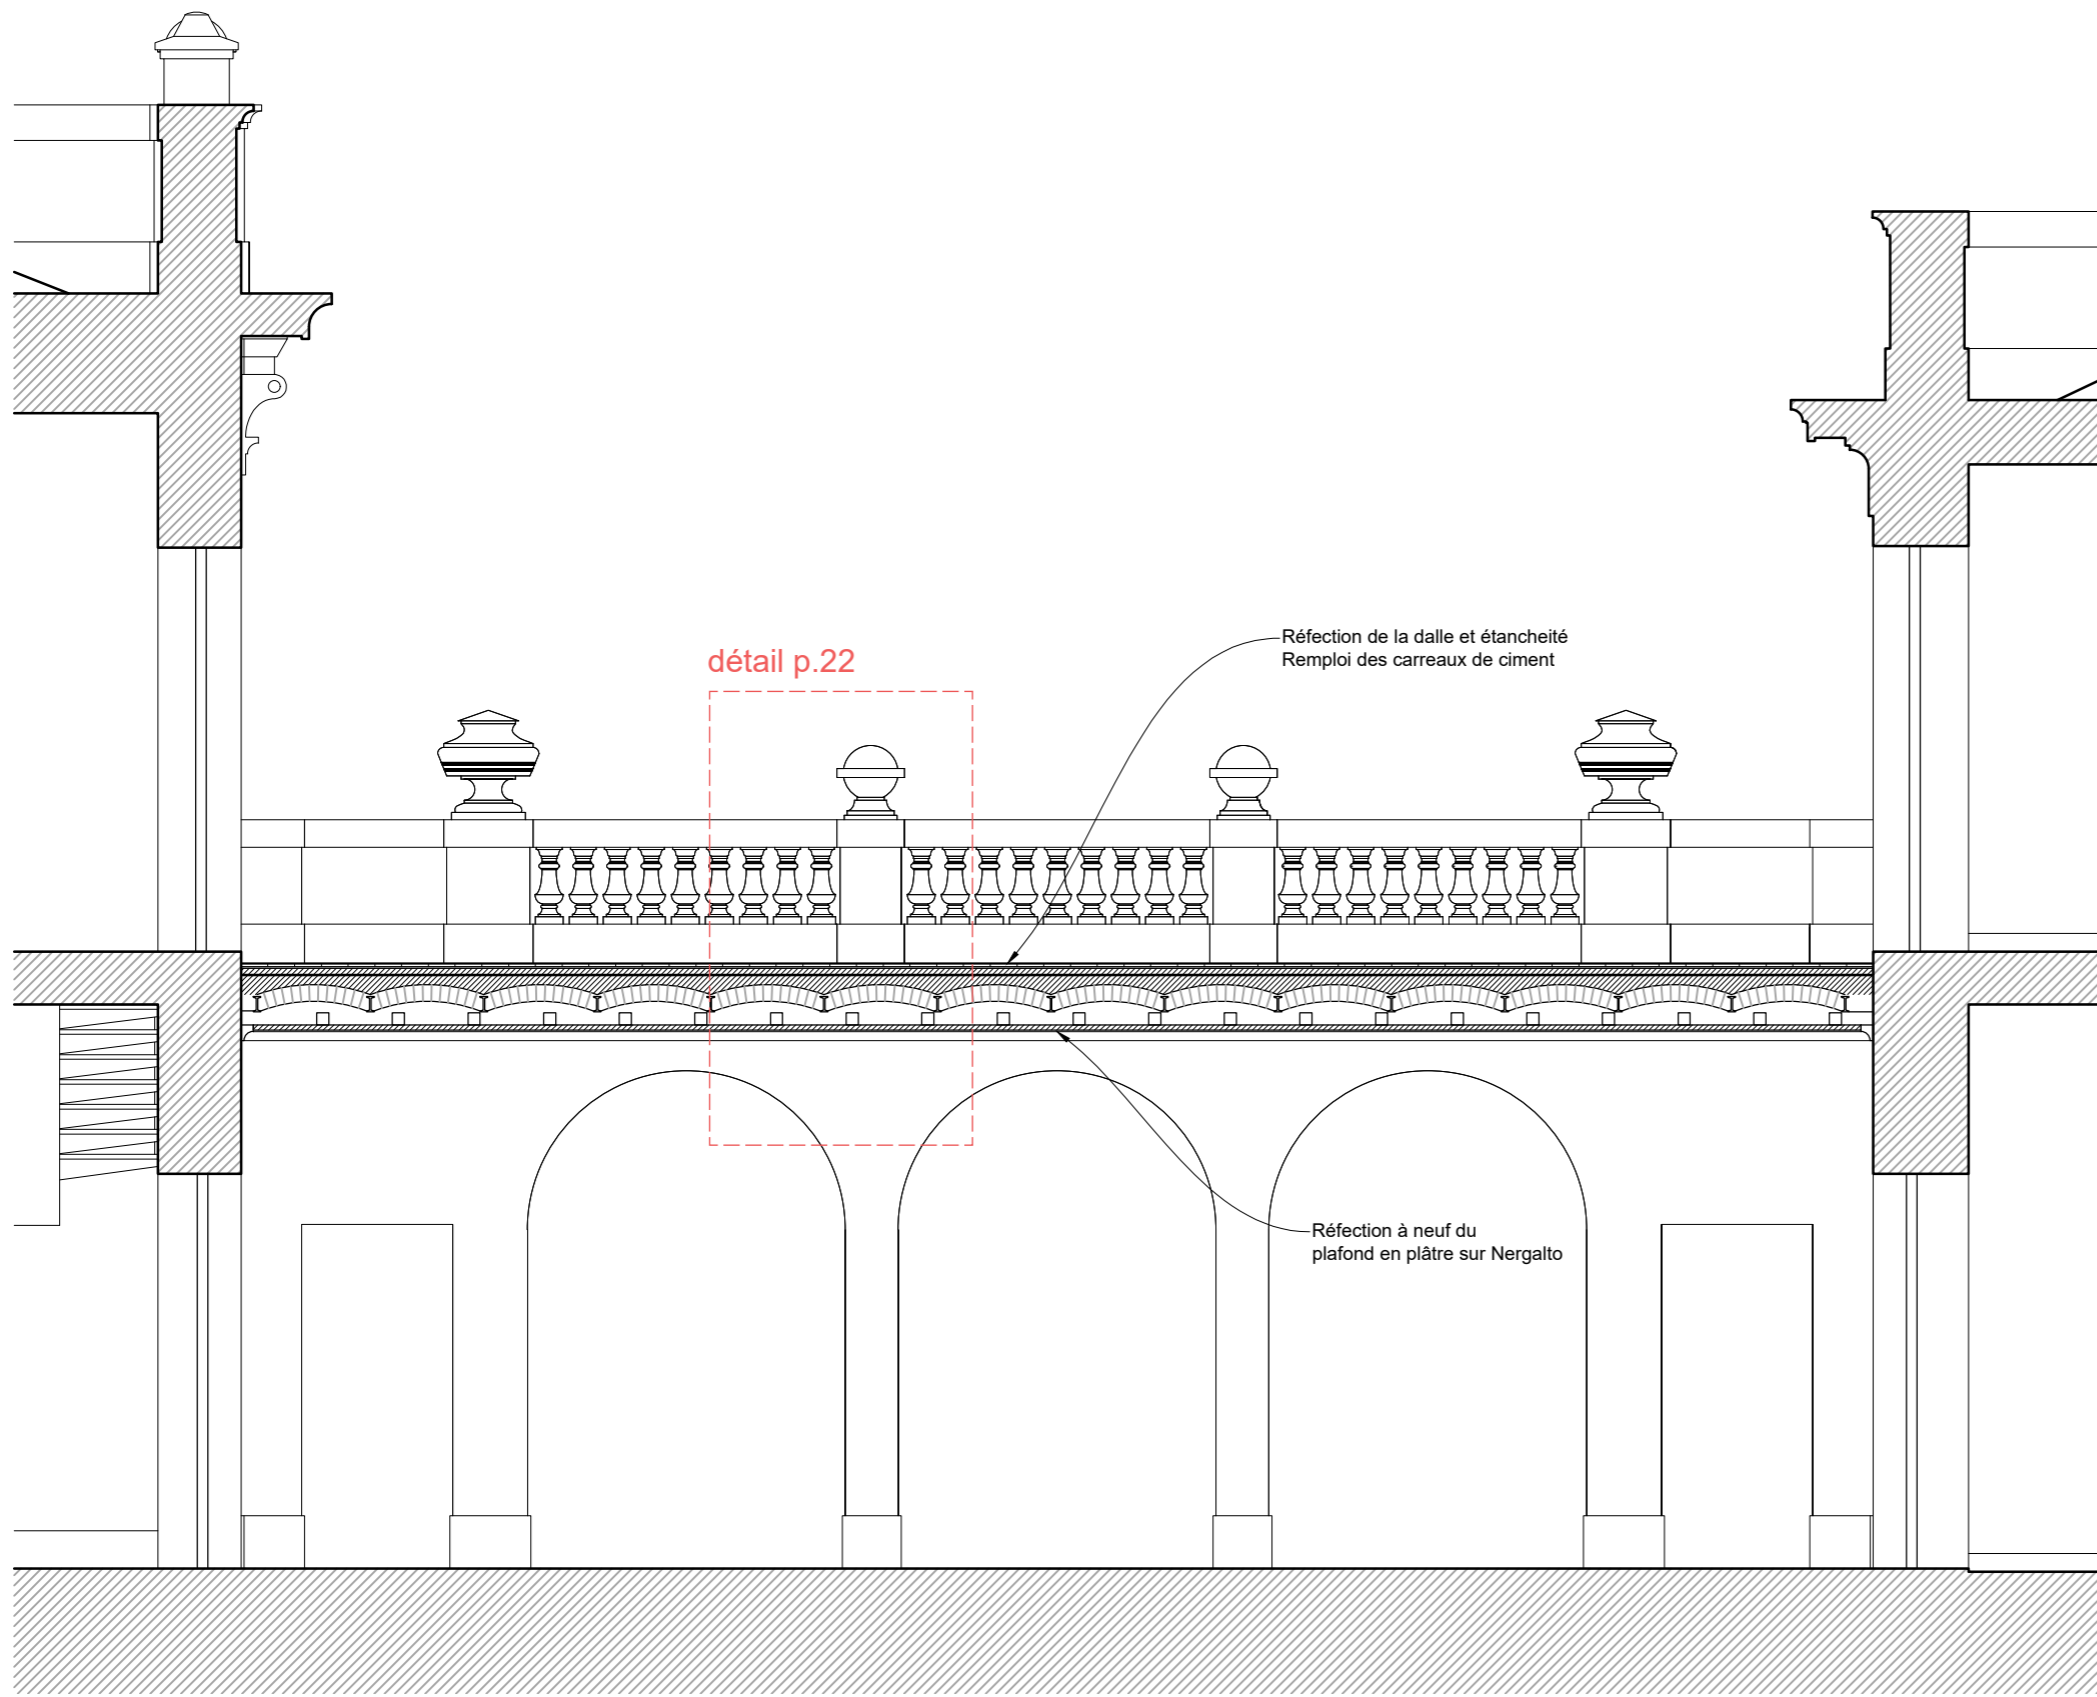 Réfection de la dalle et étancheité
Remploi des carreaux de ciment
détail p.22
Réfection à neuf du
plafond en plâtre sur Nergalto